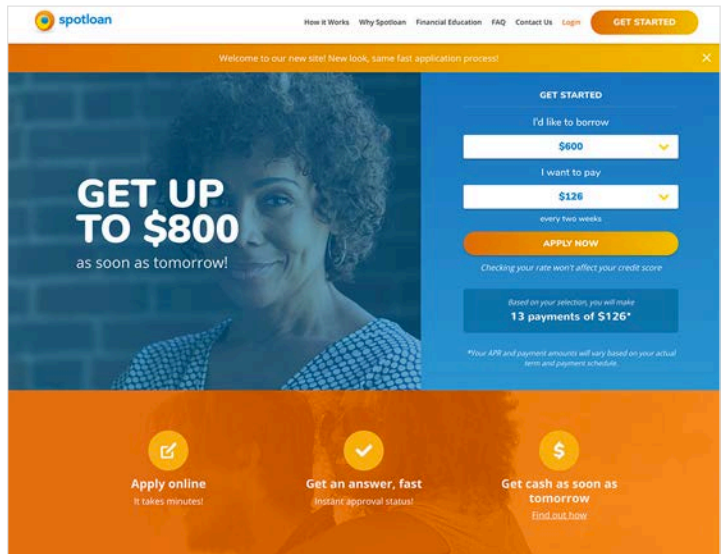 spotloan
How It Works Why Spotloan Financial Education FAQ Contact Us Login GET STARTED
Welcome to our new site! New look, same fast application process!
GET UP
TO $800
as soon as tomorrow!
GET STARTED
I'd like to borrow
$600
I want to pay
$126
every two weeks
APPLY NOW
Checking your rate won't affect your credit score
Based on your selection, you will make
13 payments of $126*
*Your APR and payment amounts will vary based on your actual
term and payment schedule.
Apply online
It takes minutes!
Get an answer, fast
Instant approval status!
Get cash as soon as
tomorrow
Find out how